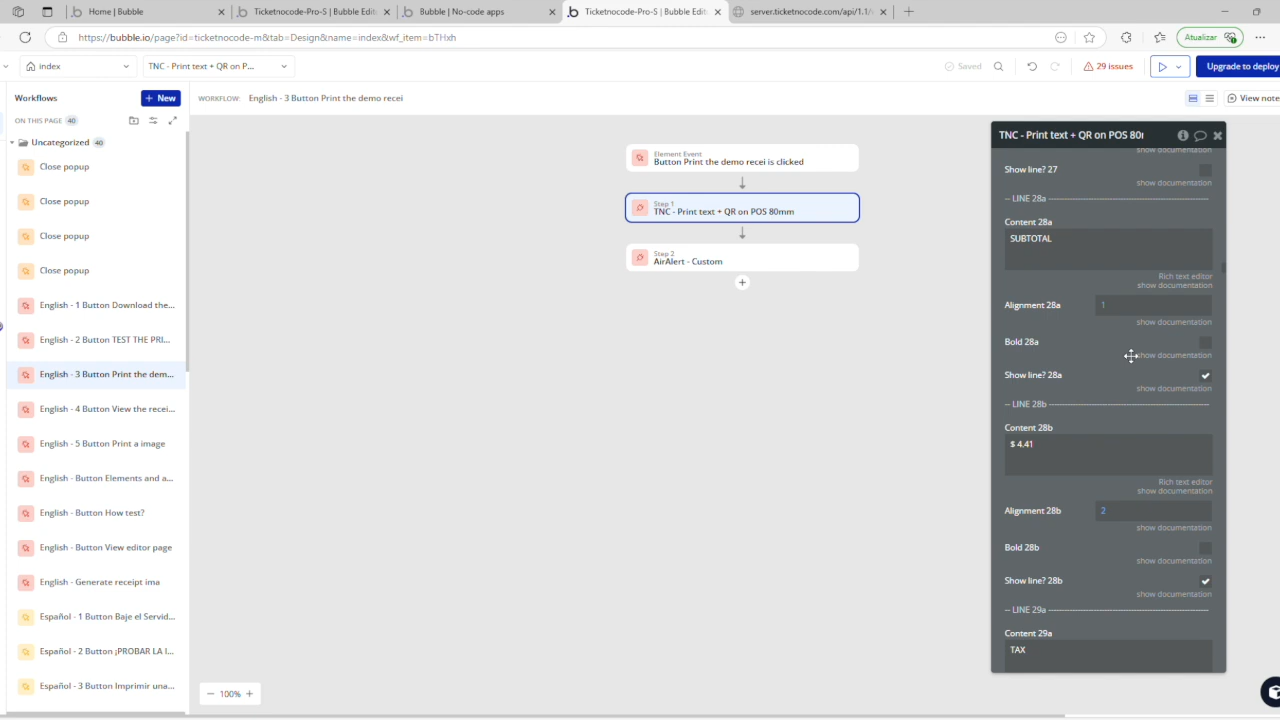 Home | Bubble
Ticketnocode-Pro-S | Bubble Edit
Bubble | No-code apps
Ticketnocode-Pro-S | Bubble Edit
server.ticketnocode.com/api/1.1/
https://bubble.io/page?id=ticketnocode-m&tab=Design&name=index&wf_item=bTHxh
Atualizar
index
TNC - Print text + QR on P...
Saved
29 issues
Upgrade to deploy
Workflows
+ New
WORKFLOW: English - 3 Button Print the demo recei
View note
ON THIS PAGE 40
Uncategorized 40
Close popup
Close popup
Close popup
Close popup
English - 1 Button Download the...
English - 2 Button TEST THE PRI...
English - 3 Button Print the dem...
English - 4 Button View the recei...
English - 5 Button Print a image
English - Button Elements and a...
English - Button How test?
English - Button View editor page
English - Generate receipt ima
Español - 1 Button Baje el Servid...
Español - 2 Button ¡PROBAR LA I...
Español - 3 Button Imprimir una...
Element Event
Button Print the demo recei is clicked
Step 1
TNC - Print text + QR on POS 80mm
Step 2
AirAlert - Custom
100%
TNC - Print text + QR on POS 80
show documentation
Show line? 27
show documentation
-- LINE 28a
Content 28a
SUBTOTAL
Rich text editor
show documentation
Alignment 28a
1
show documentation
Bold 28a
show documentation
Show line? 28a
show documentation
-- LINE 28b
Content 28b
$ 4.41
Rich text editor
show documentation
Alignment 28b
2
show documentation
Bold 28b
show documentation
Show line? 28b
show documentation
-- LINE 29a
Content 29a
TAX